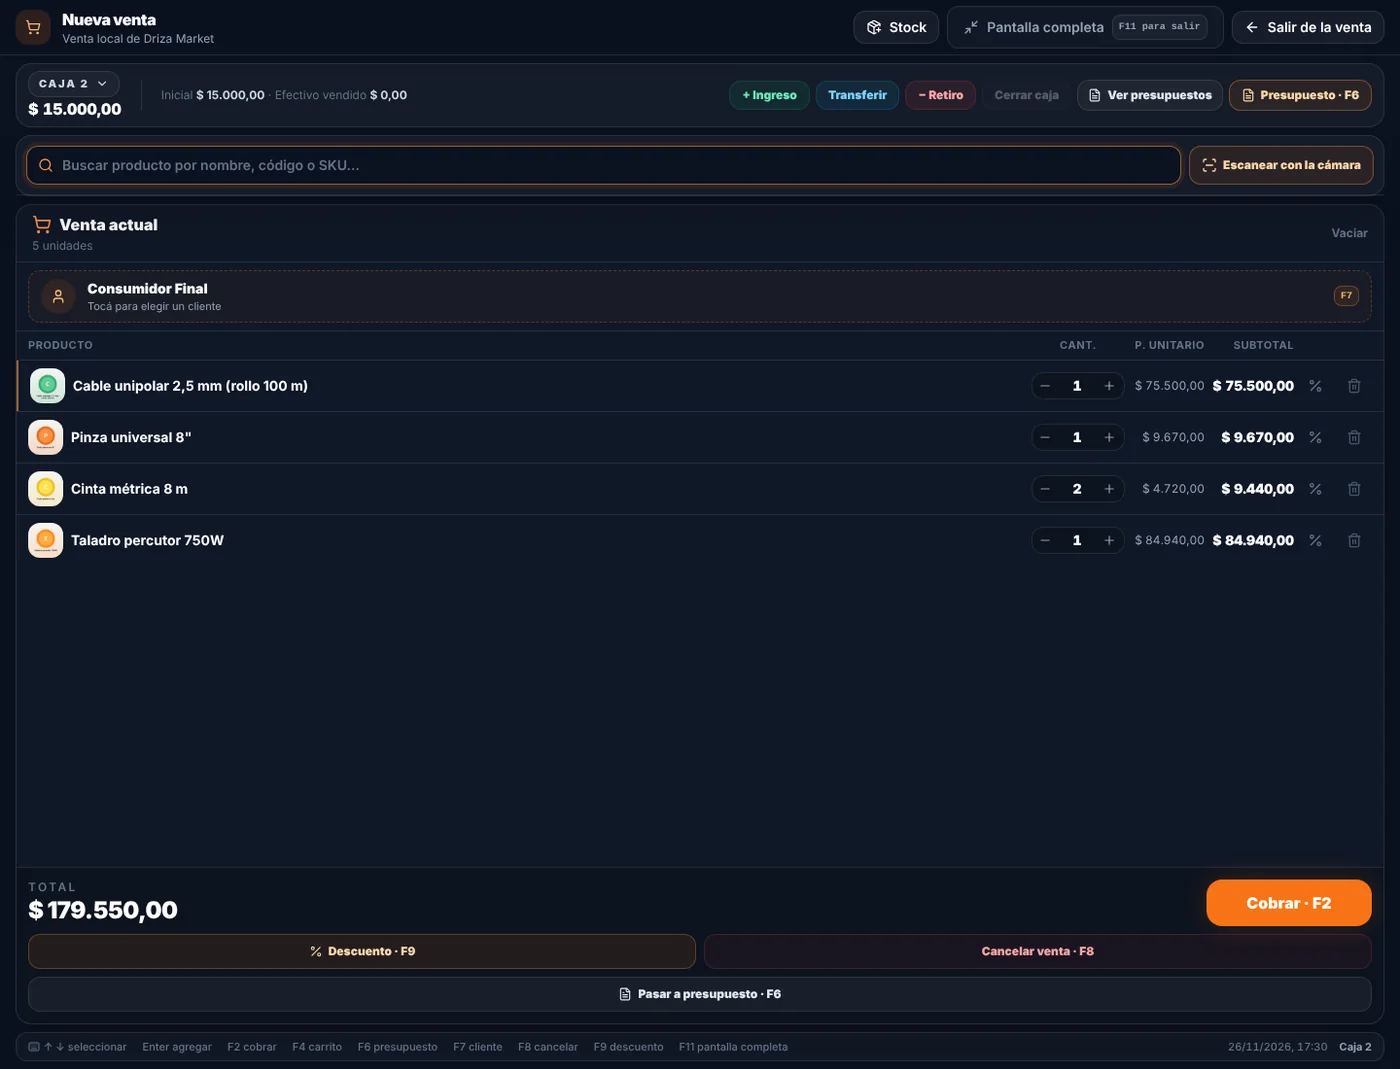 Nueva venta
Venta local de Driza Market
Stock
Pantalla completa F11 para salir
Salir de la venta
CAJA 2
$ 15.000,00
Inicial $ 15.000,00 · Efectivo vendido $ 0,00
+ Ingreso
Transferir
− Retiro
Cerrar caja
Ver presupuestos
Presupuesto · F6
Buscar producto por nombre, código o SKU...
Escanear con la cámara
Venta actual
5 unidades
Vaciar
Consumidor Final
Tocá para elegir un cliente
F7
PRODUCTO CANT. P. UNITARIO SUBTOTAL
Cable unipolar 2,5 mm (rollo 100 m) − 1 + $ 75.500,00 $ 75.500,00
Pinza universal 8" − 1 + $ 9.670,00 $ 9.670,00
Cinta métrica 8 m − 2 + $ 4.720,00 $ 9.440,00
Taladro percutor 750W − 1 + $ 84.940,00 $ 84.940,00
TOTAL
$ 179.550,00
Cobrar · F2
Descuento · F9
Cancelar venta · F8
Pasar a presupuesto · F6
↑ ↓ seleccionar Enter agregar F2 cobrar F4 carrito F6 presupuesto F7 cliente F8 cancelar F9 descuento F11 pantalla completa 26/11/2026, 17:30 Caja 2